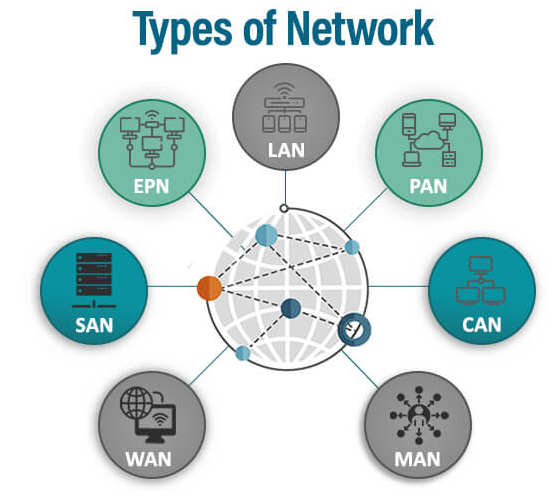 Types of Network
LAN
EPN
PAN
SAN
CAN
WAN
MAN